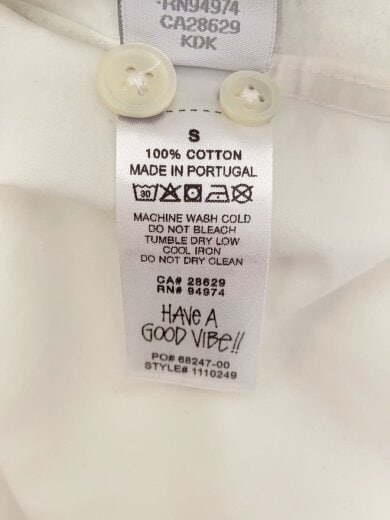 RN94974
CA28629
KDK
S
100% COTTON
MADE IN PORTUGAL
30
MACHINE WASH COLD
DO NOT BLEACH
TUMBLE DRY LOW
COOL IRON
DO NOT DRY CLEAN
CA# 28629
RN# 94974
HAVE A
GOOD VIBE!!
PO# 68247-00
STYLE# 1110249